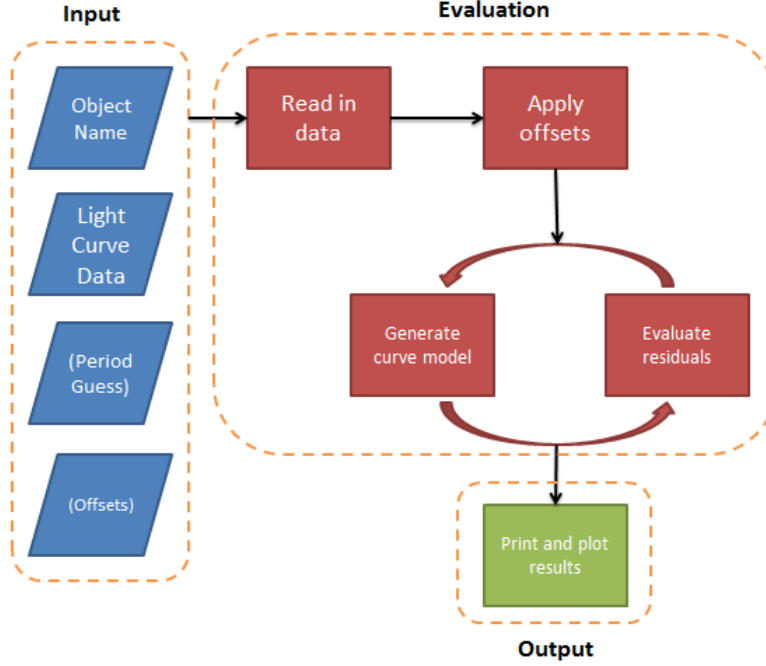 Input
Evaluation
Object
Name
Read in
data
Apply
offsets
Light
Curve
Data
Generate
curve model
Evaluate
residuals
(Period
Guess)
(Offsets)
Print and plot
results
Output